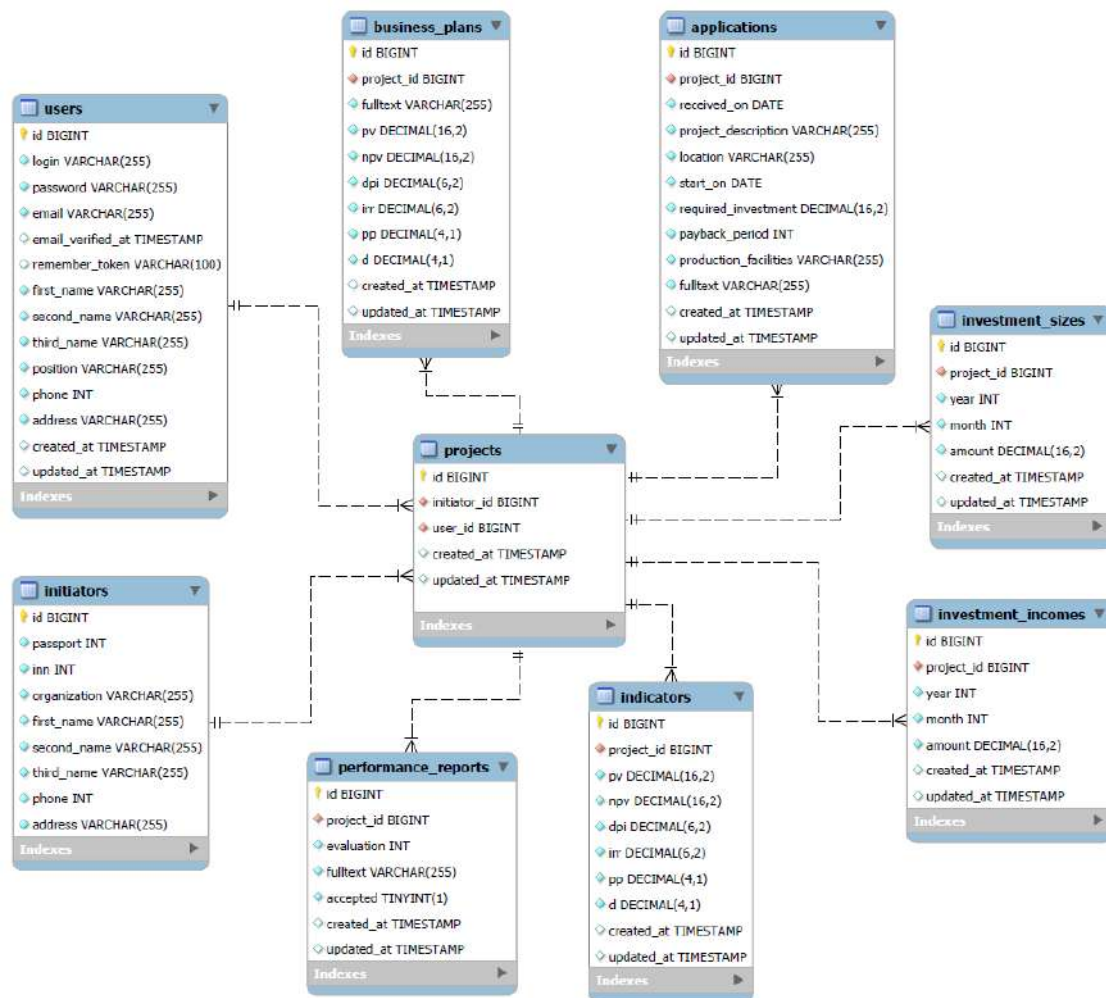 business_plans
id BIGINT
project_id BIGINT
fulltext VARCHAR(255)
pv DECIMAL(16,2)
npv DECIMAL(16,2)
dpi DECIMAL(6,2)
irr DECIMAL(6,2)
pp DECIMAL(4,1)
d DECIMAL(4,1)
created_at TIMESTAMP
updated_at TIMESTAMP
Indexes
applications
id BIGINT
project_id BIGINT
received_on DATE
project_description VARCHAR(255)
location VARCHAR(255)
start_on DATE
required_investment DECIMAL(16,2)
payback_period INT
production_facilities VARCHAR(255)
fulltext VARCHAR(255)
created_at TIMESTAMP
updated_at TIMESTAMP
Indexes
users
id BIGINT
login VARCHAR(255)
password VARCHAR(255)
email VARCHAR(255)
email_verified_at TIMESTAMP
remember_token VARCHAR(100)
first_name VARCHAR(255)
second_name VARCHAR(255)
third_name VARCHAR(255)
position VARCHAR(255)
phone INT
address VARCHAR(255)
created_at TIMESTAMP
updated_at TIMESTAMP
Indexes
investment_sizes
id BIGINT
project_id BIGINT
year INT
month INT
amount DECIMAL(16,2)
created_at TIMESTAMP
updated_at TIMESTAMP
Indexes
projects
id BIGINT
initiator_id BIGINT
user_id BIGINT
created_at TIMESTAMP
updated_at TIMESTAMP
Indexes
initiators
id BIGINT
passport INT
inn INT
organization VARCHAR(255)
first_name VARCHAR(255)
second_name VARCHAR(255)
third_name VARCHAR(255)
phone INT
address VARCHAR(255)
Indexes
investment_incomes
id BIGINT
project_id BIGINT
year INT
month INT
amount DECIMAL(16,2)
created_at TIMESTAMP
updated_at TIMESTAMP
Indexes
indicators
id BIGINT
project_id BIGINT
pv DECIMAL(16,2)
npv DECIMAL(16,2)
dpi DECIMAL(6,2)
irr DECIMAL(6,2)
pp DECIMAL(4,1)
d DECIMAL(4,1)
created_at TIMESTAMP
updated_at TIMESTAMP
Indexes
performance_reports
id BIGINT
project_id BIGINT
evaluation INT
fulltext VARCHAR(255)
accepted TINYINT(1)
created_at TIMESTAMP
updated_at TIMESTAMP
Indexes